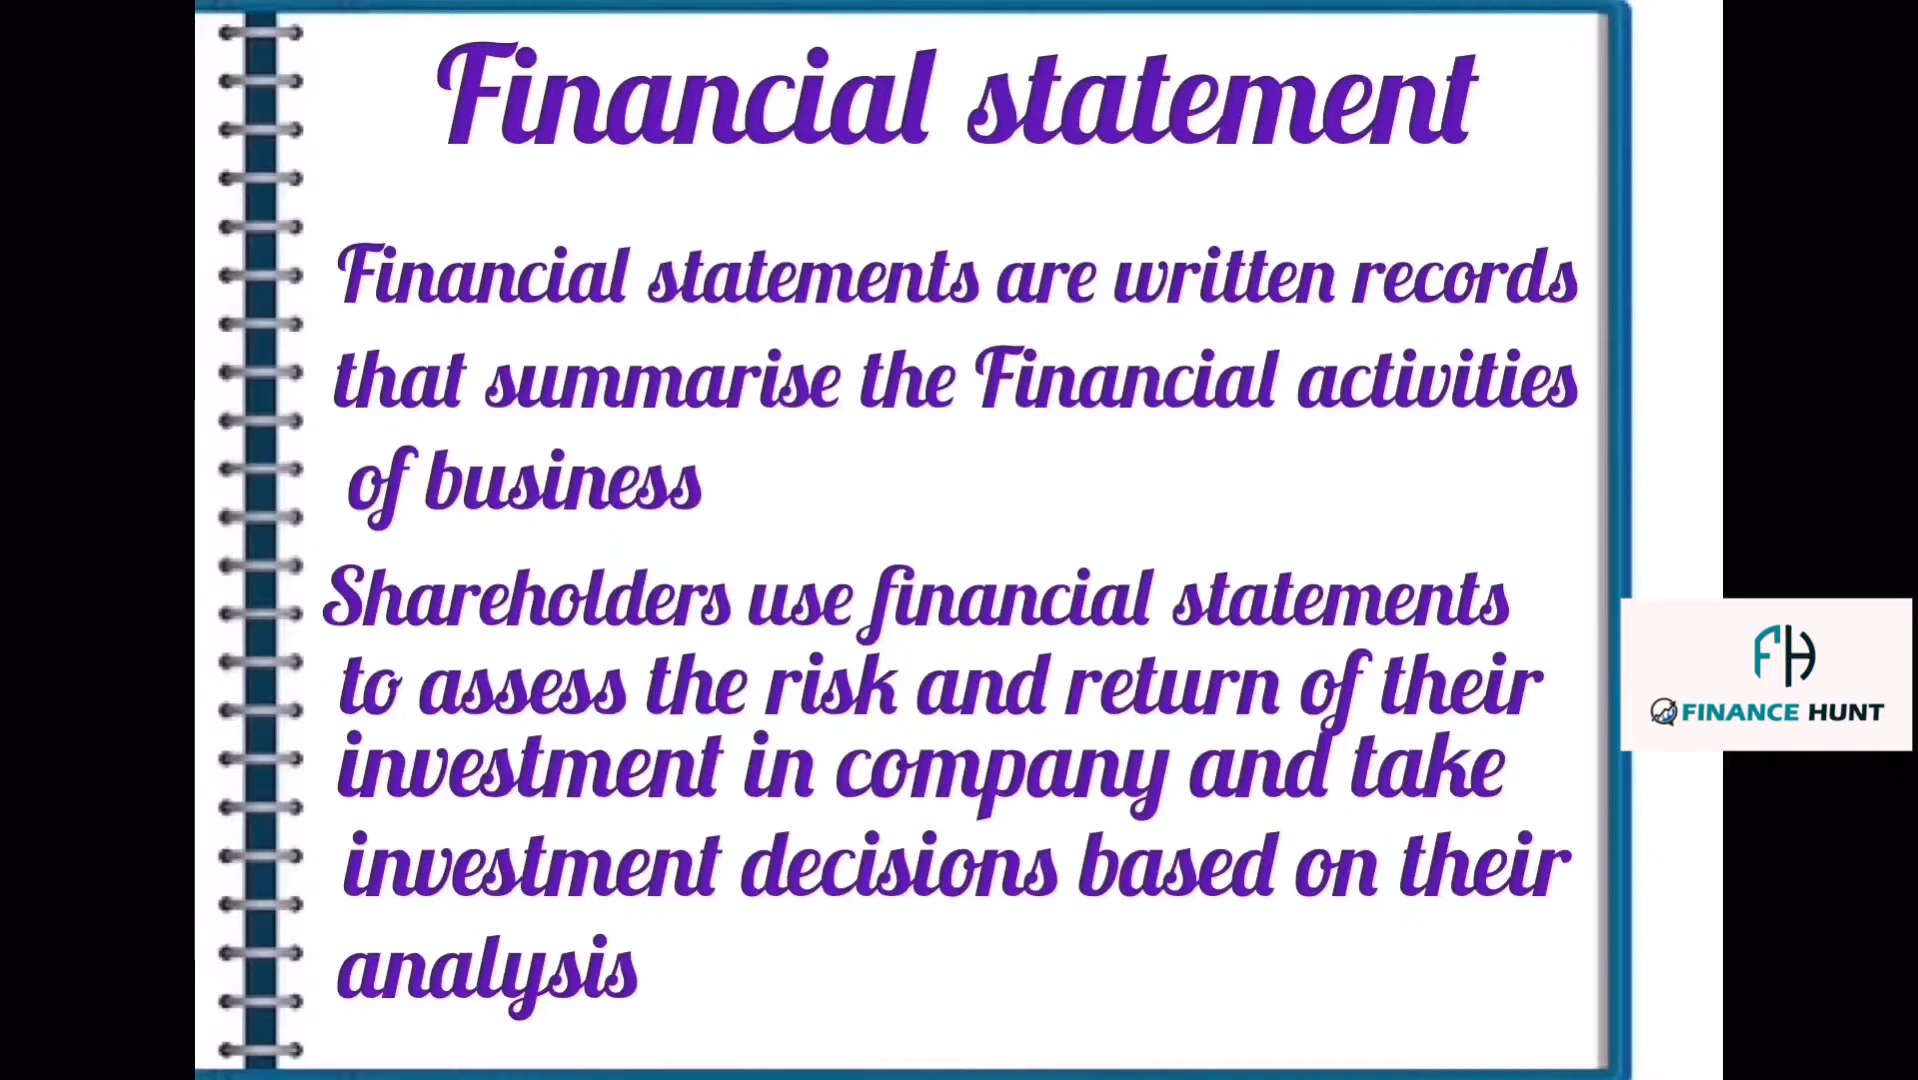 Financial statement
Financial statements are written records
that summarise the Financial activities
of business
Shareholders use financial statements
to assess the risk and return of their
investment in company and take
investment decisions based on their
analysis
FH
FINANCE HUNT